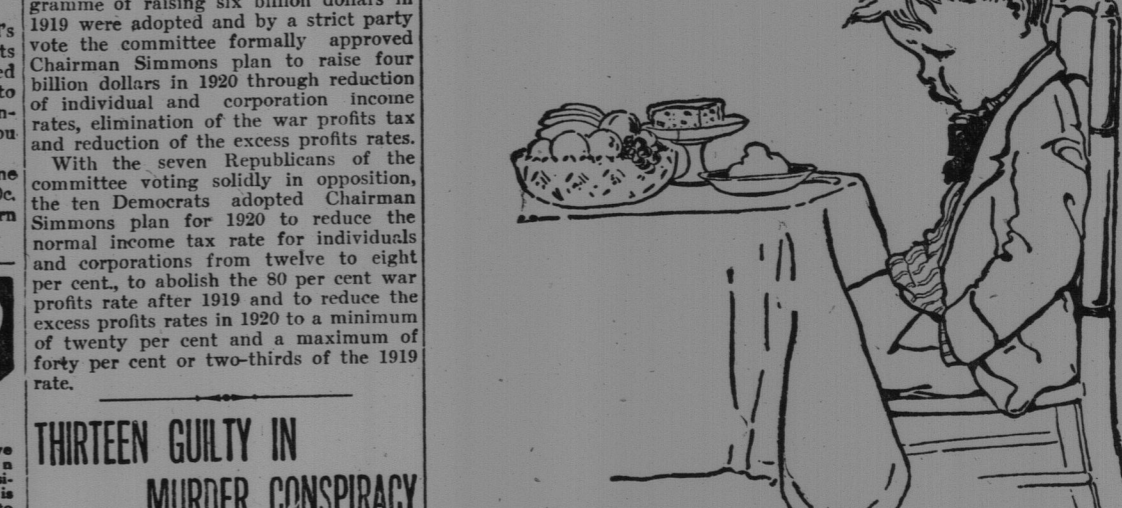 gramme of raising six billion dollars in
1919 were adopted and by a strict party
vote the committee formally approved
Chairman Simmons plan to raise four
billion dollars in 1920 through reduction
of individual and corporation income
rates, elimination of the war profits tax
and reduction of the excess profits rates.
With the seven Republicans of the
committee voting solidly in opposition,
the ten Democrats adopted Chairman
Simmons plan for 1920 to reduce the
normal income tax rate for individuals
and corporations from twelve to eight
per cent., to abolish the 80 per cent war
profits rate after 1919 and to reduce the
excess profits rates in 1920 to a minimum
of twenty per cent and a maximum of
forty per cent or two-thirds of the 1919
rate.
THIRTEEN GUILTY IN
MURDER CONSPIRACY